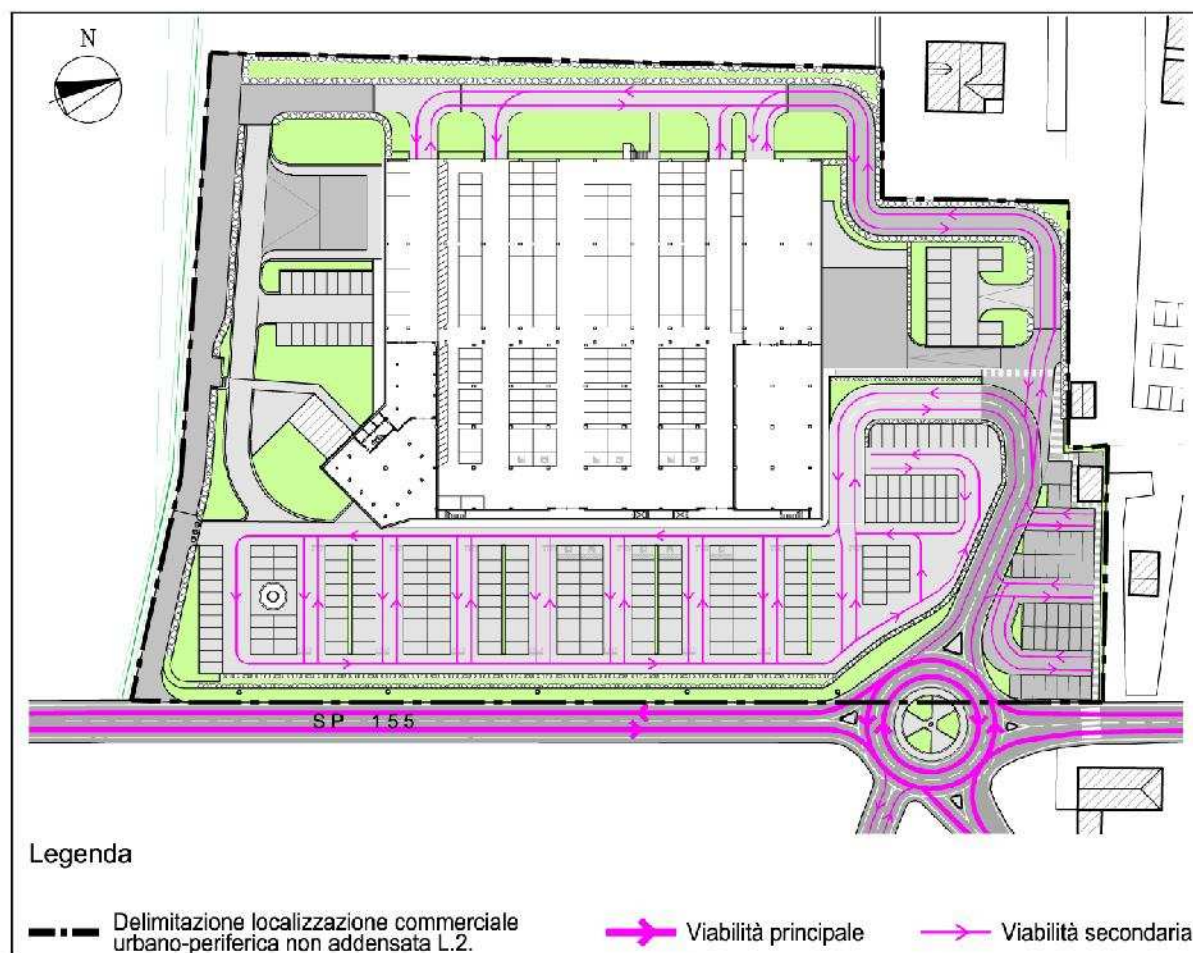 N
SP 155
Legenda
Delimitazione localizzazione commerciale
urbano-periferica non addensata L.2.
Viabilità principale
Viabilità secondaria